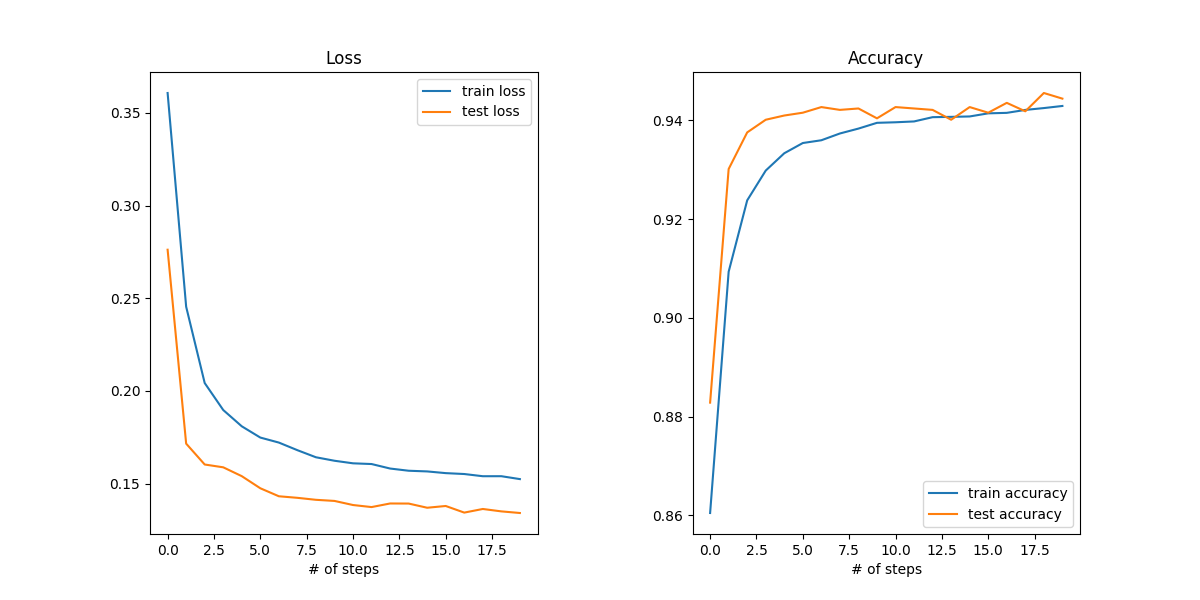 Loss
0.35
0.30
0.25
0.20
0.15
train loss
test loss
0.0 2.5 5.0 7.5 10.0 12.5 15.0 17.5
# of steps
Accuracy
0.94
0.92
0.90
0.88
0.86
train accuracy
test accuracy
0.0 2.5 5.0 7.5 10.0 12.5 15.0 17.5
# of steps